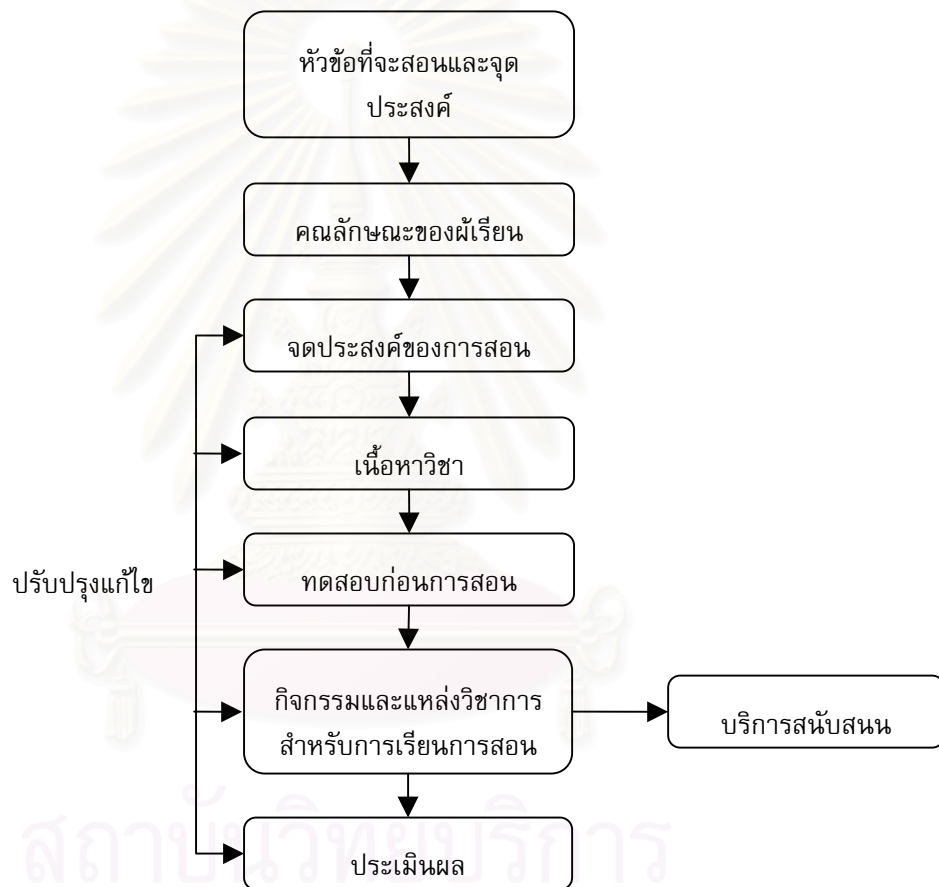 หัวข้อที่จะสอนและจุด
ประสงค์
คณลักษณะของผ้เรียน
จดประสงค์ของการสอน
เนื้อหาวิชา
ทดสอบก่อนการสอน
ปรับปรุงแก้ไข
กิจกรรมและแหล่งวิชาการ
สำหรับการเรียนการสอน
บริการสนับสนน
ประเมินผล
สถาบันวิทยบริการ